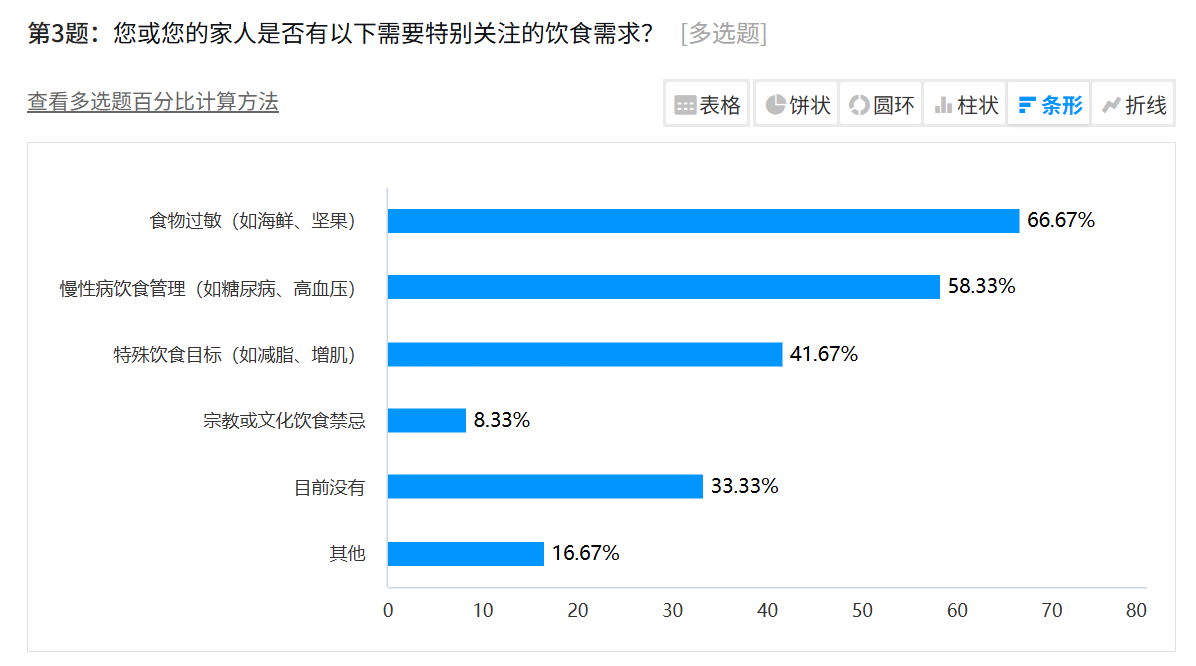 第3题：您或您的家人是否有以下需要特别关注的饮食需求？ [多选题]
查看多选题百分比计算方法
表格 饼状 圆环 柱状 条形 折线
食物过敏（如海鲜、坚果） 66.67%
慢性病饮食管理（如糖尿病、高血压） 58.33%
特殊饮食目标（如减脂、增肌） 41.67%
宗教或文化饮食禁忌 8.33%
目前没有 33.33%
其他 16.67%
0 10 20 30 40 50 60 70 80